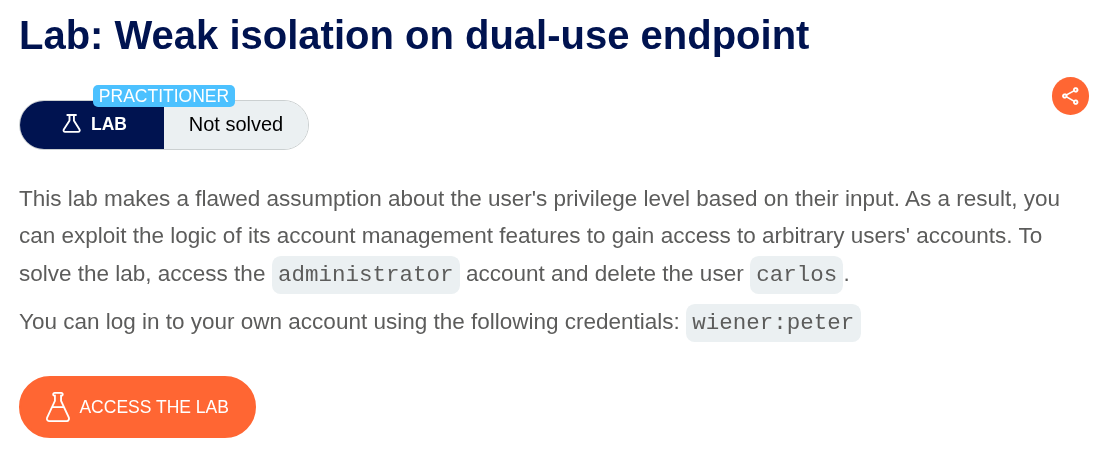 Lab: Weak isolation on dual-use endpoint
PRACTITIONER
LAB Not solved
This lab makes a flawed assumption about the user's privilege level based on their input. As a result, you
can exploit the logic of its account management features to gain access to arbitrary users' accounts. To
solve the lab, access the administrator account and delete the user carlos.
You can log in to your own account using the following credentials: wiener:peter
ACCESS THE LAB